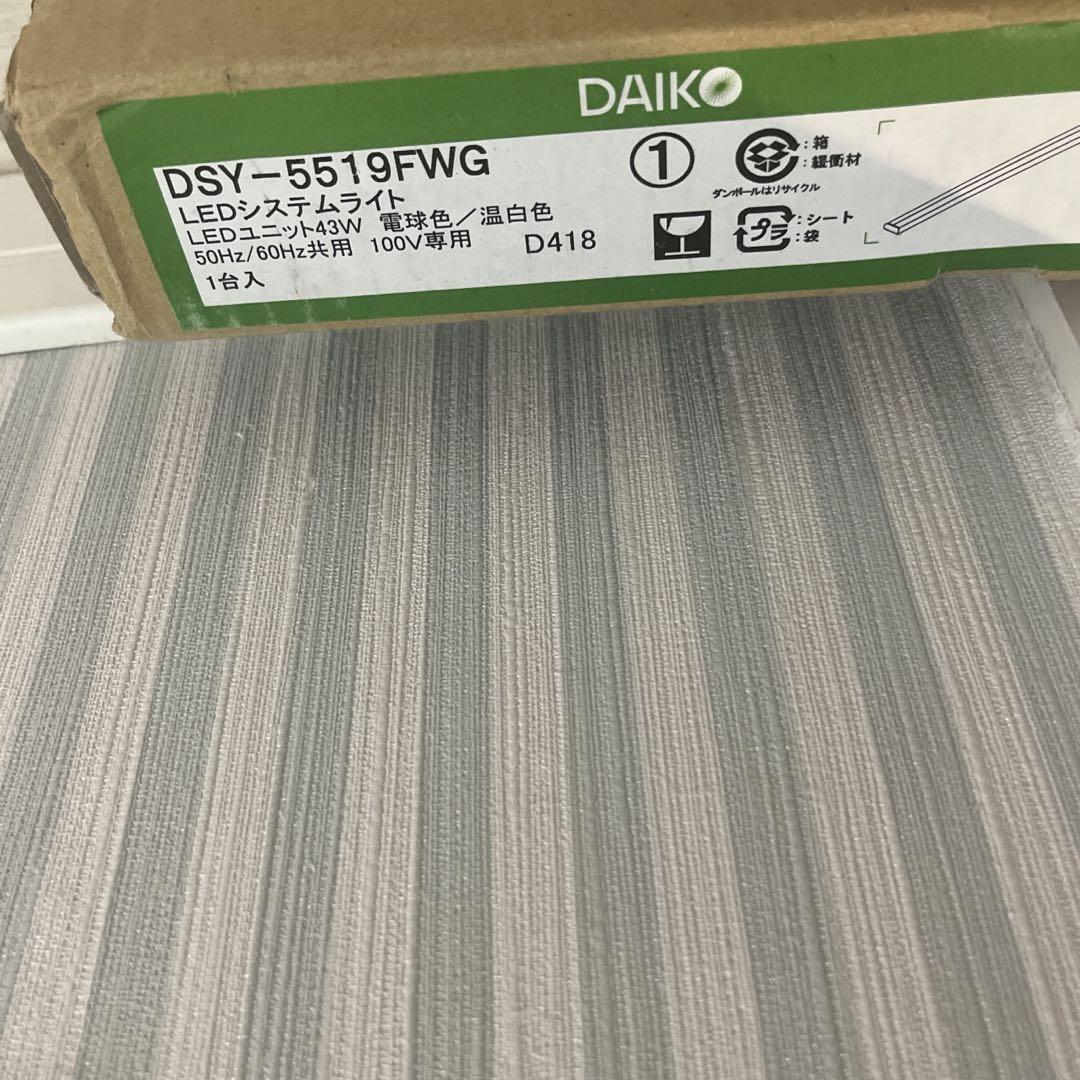 DAIKO
DSY-5519FWG
LEDシステムライト
LEDユニット43W 電球色／温白色
50Hz/60Hz共用 100V専用 D418
1台入
①
:箱
:緩衝材
ダンボールはリサイクル
プラ
:シート
:袋